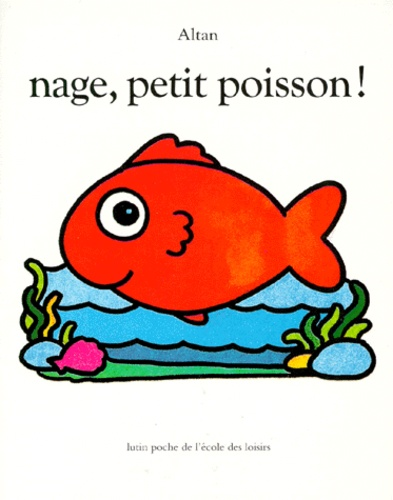 Altan
nage, petit poisson!
lutin poche de l'école des loisirs